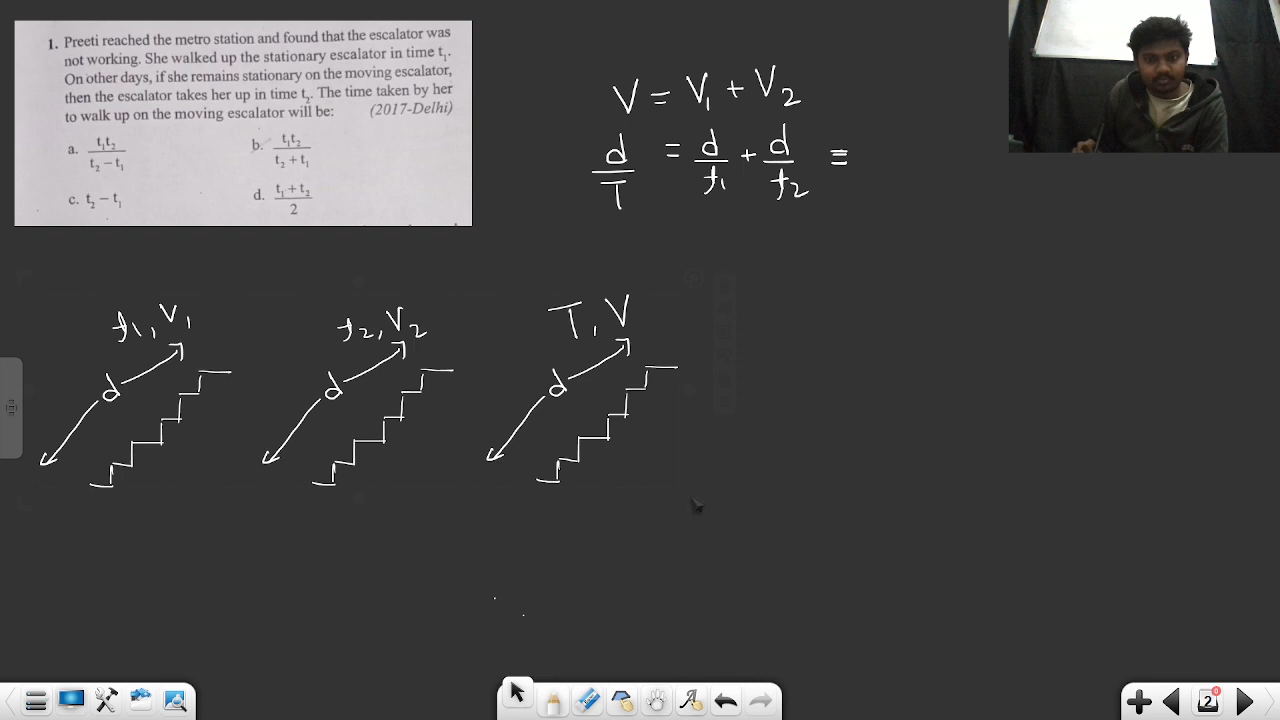 1. Preeti reached the metro station and found that the escalator was
not working. She walked up the stationary escalator in time t₁.
On other days, if she remains stationary on the moving escalator,
then the escalator takes her up in time t₂. The time taken by her
to walk up on the moving escalator will be: (2017-Delhi)
a. t₁t₂ / t₂ – t₁ b. t₁t₂ / t₂ + t₁
c. t₂ – t₁ d. t₁ + t₂ / 2
V = V₁ + V₂
d / T = d / t₁ + d / t₂ =
t₁, V₁ t₂, V₂ T, V
d d d
2 0